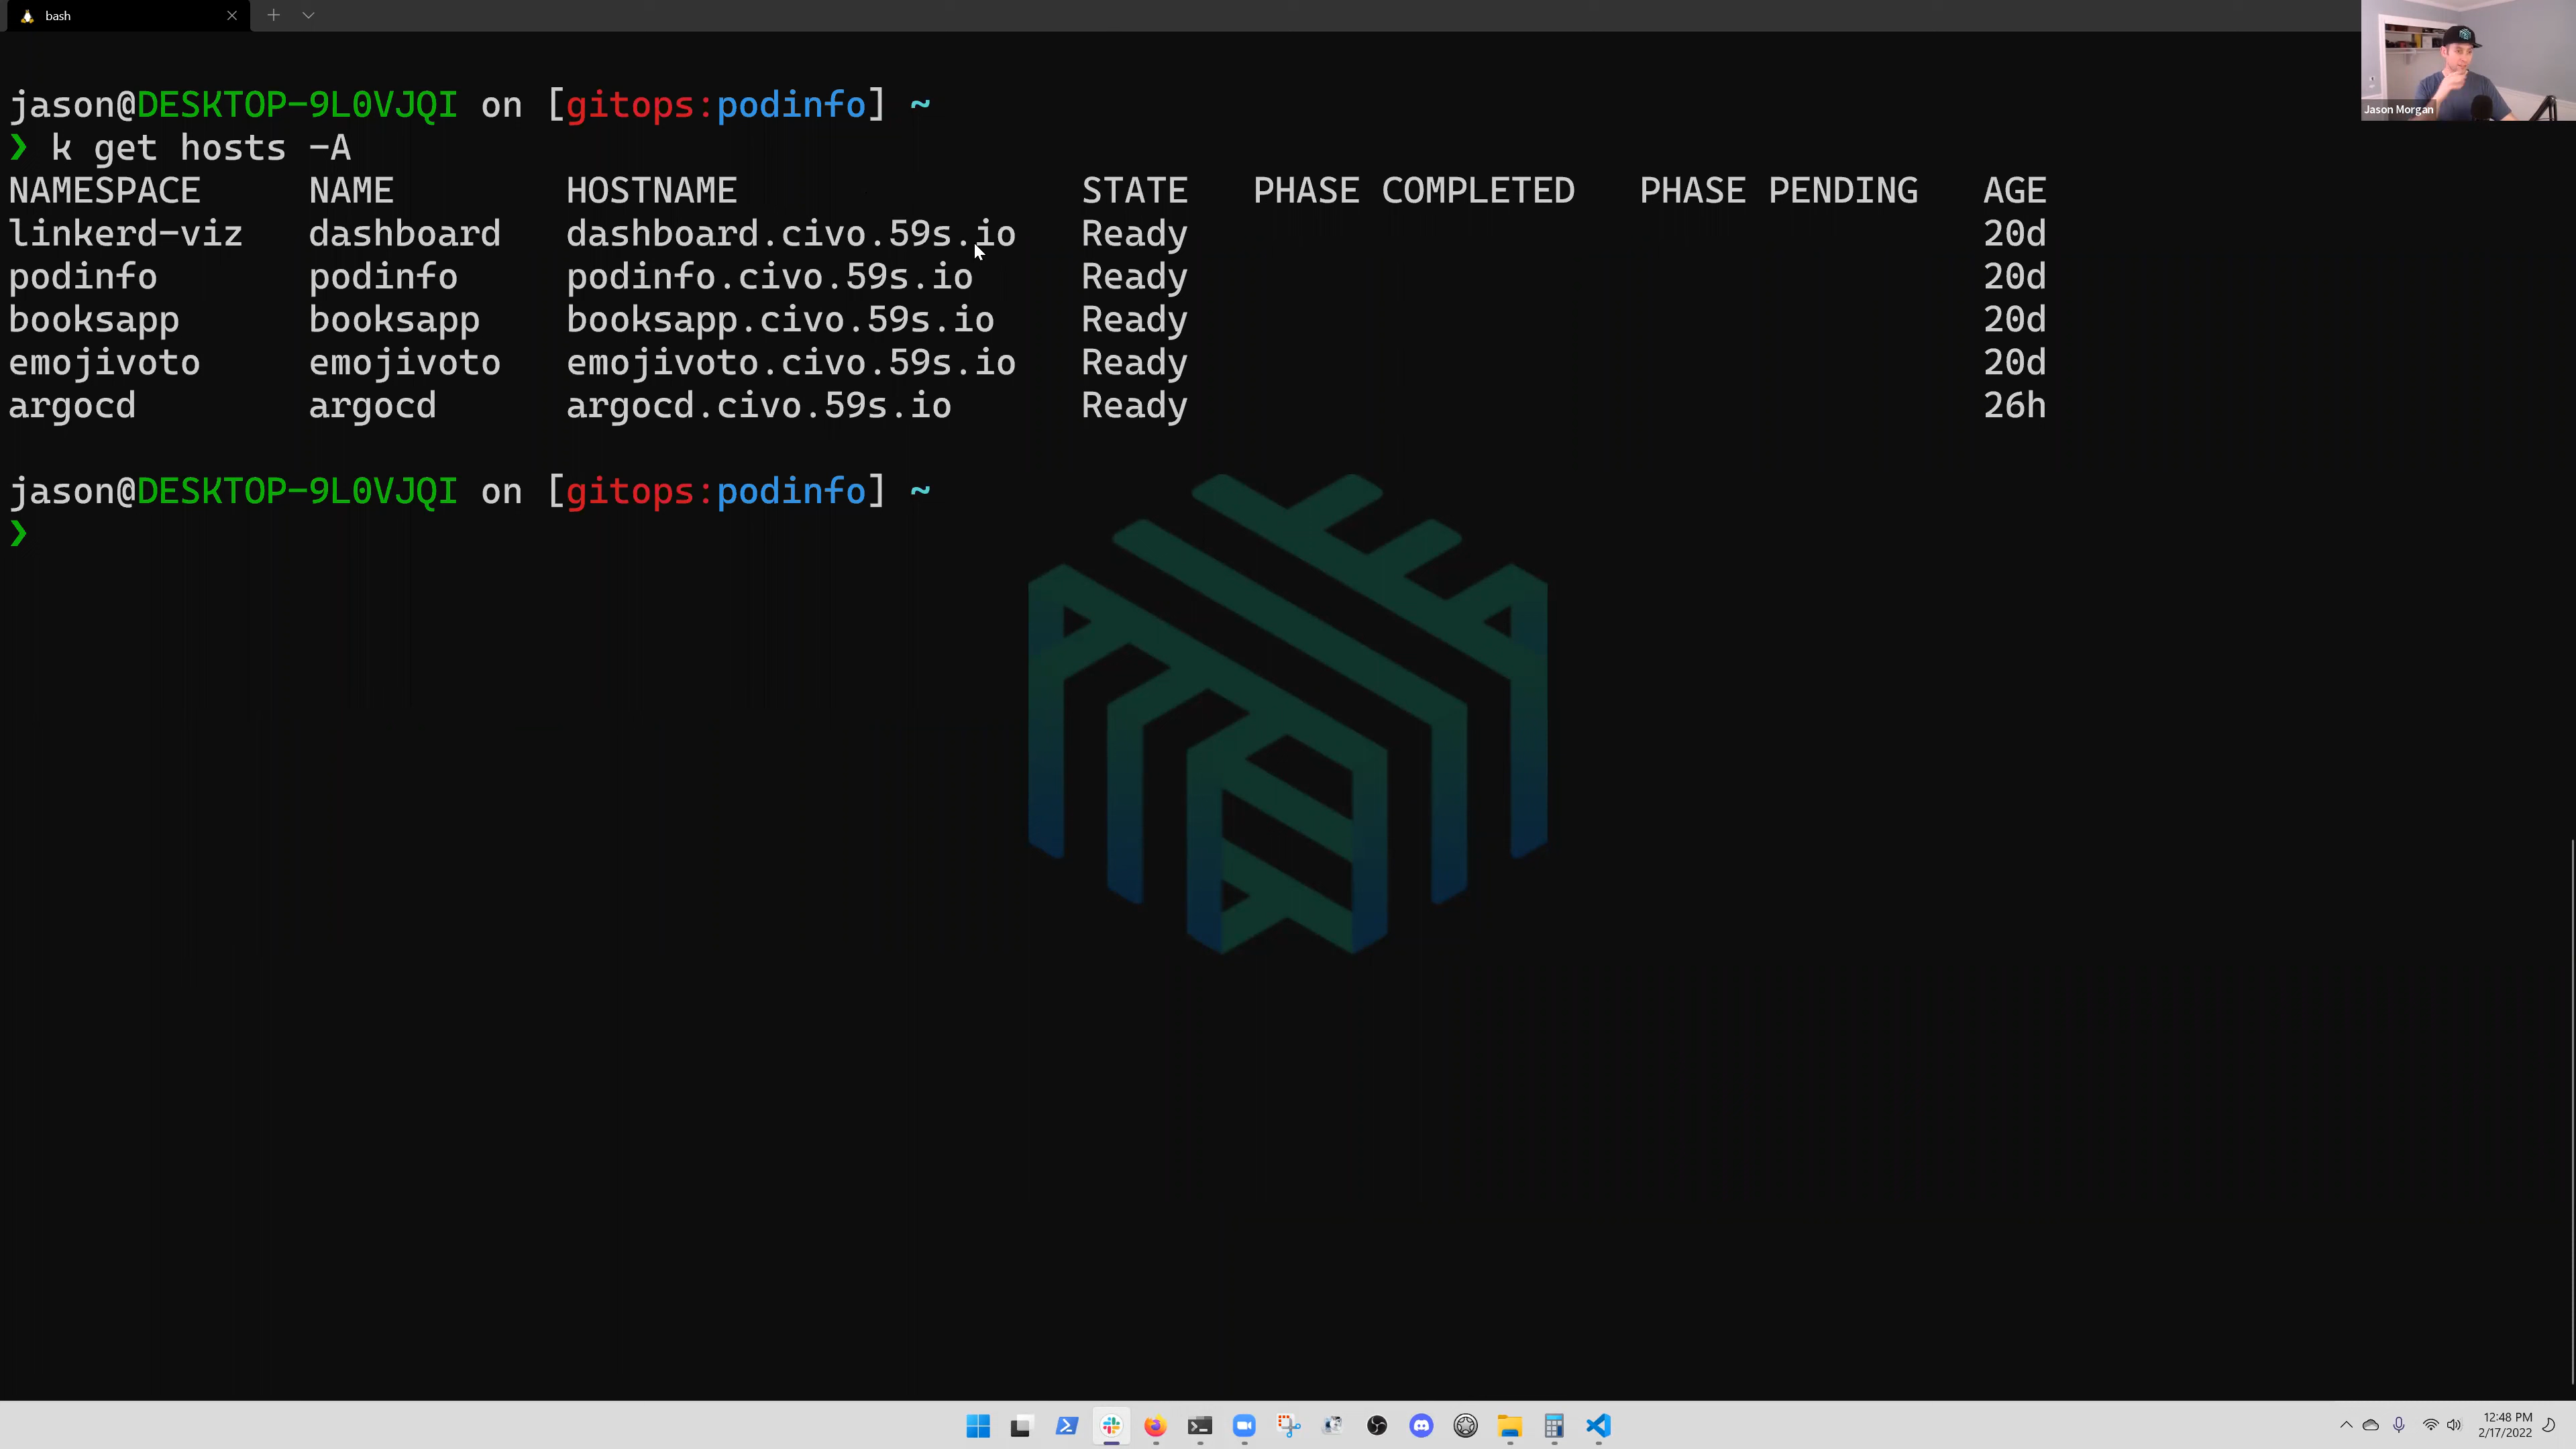 bash
Jason Morgan
jason@DESKTOP-9L0VJQI on [gitops:podinfo] ~
❯ k get hosts -A
NAMESPACE NAME HOSTNAME STATE PHASE COMPLETED PHASE PENDING AGE
linkerd-viz dashboard dashboard.civo.59s.io Ready 20d
podinfo podinfo podinfo.civo.59s.io Ready 20d
booksapp booksapp booksapp.civo.59s.io Ready 20d
emojivoto emojivoto emojivoto.civo.59s.io Ready 20d
argocd argocd argocd.civo.59s.io Ready 26h
jason@DESKTOP-9L0VJQI on [gitops:podinfo] ~
❯
12:48 PM
2/17/2022